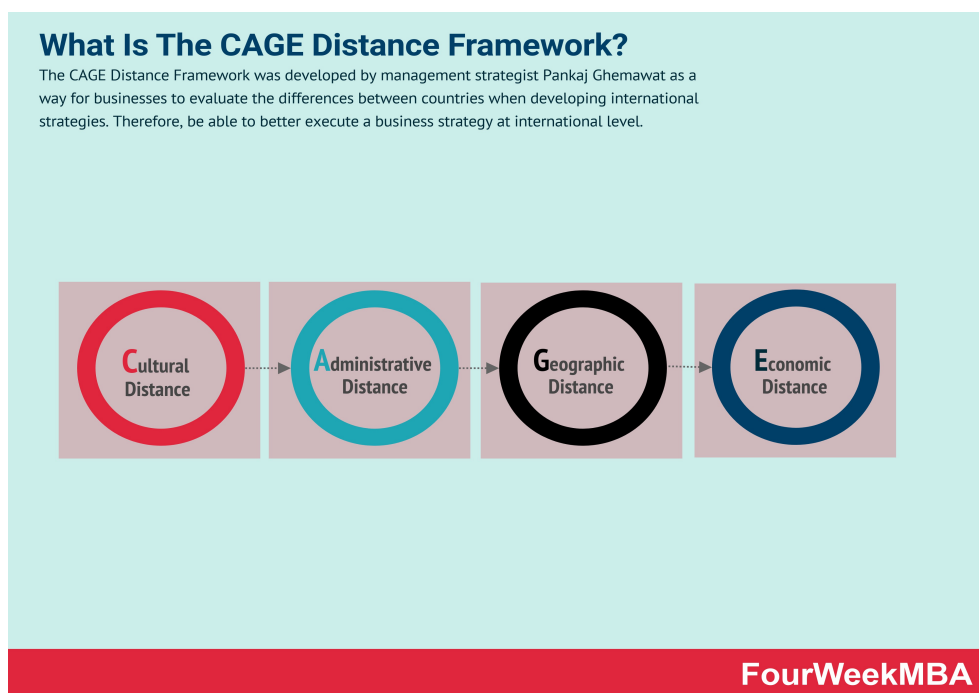 What Is The CAGE Distance Framework?
The CAGE Distance Framework was developed by management strategist Pankaj Ghemawat as a
way for businesses to evaluate the differences between countries when developing international
strategies. Therefore, be able to better execute a business strategy at international level.
Cultural
Distance
Administrative
Distance
Geographic
Distance
Economic
Distance
FourWeekMBA